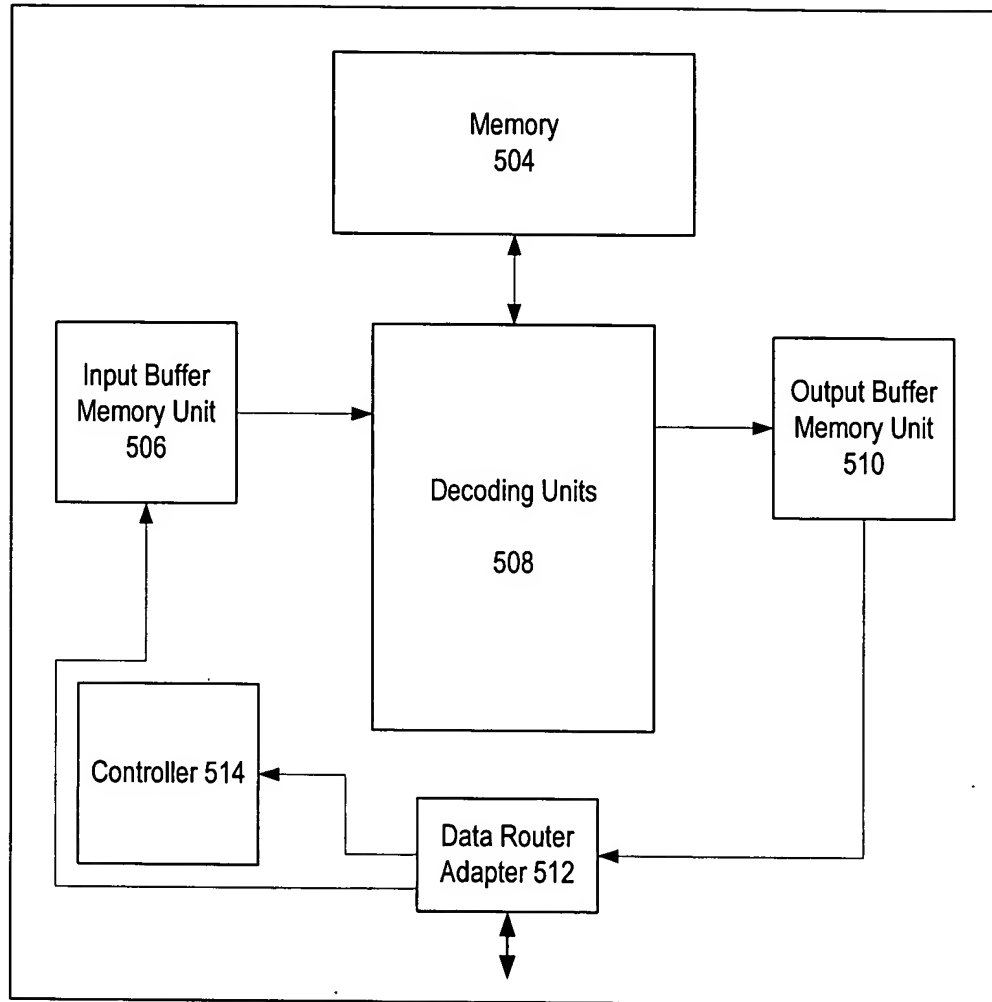 Memory
504
Input Buffer
Memory Unit
506
Decoding Units
508
Output Buffer
Memory Unit
510
Controller 514
Data Router
Adapter 512